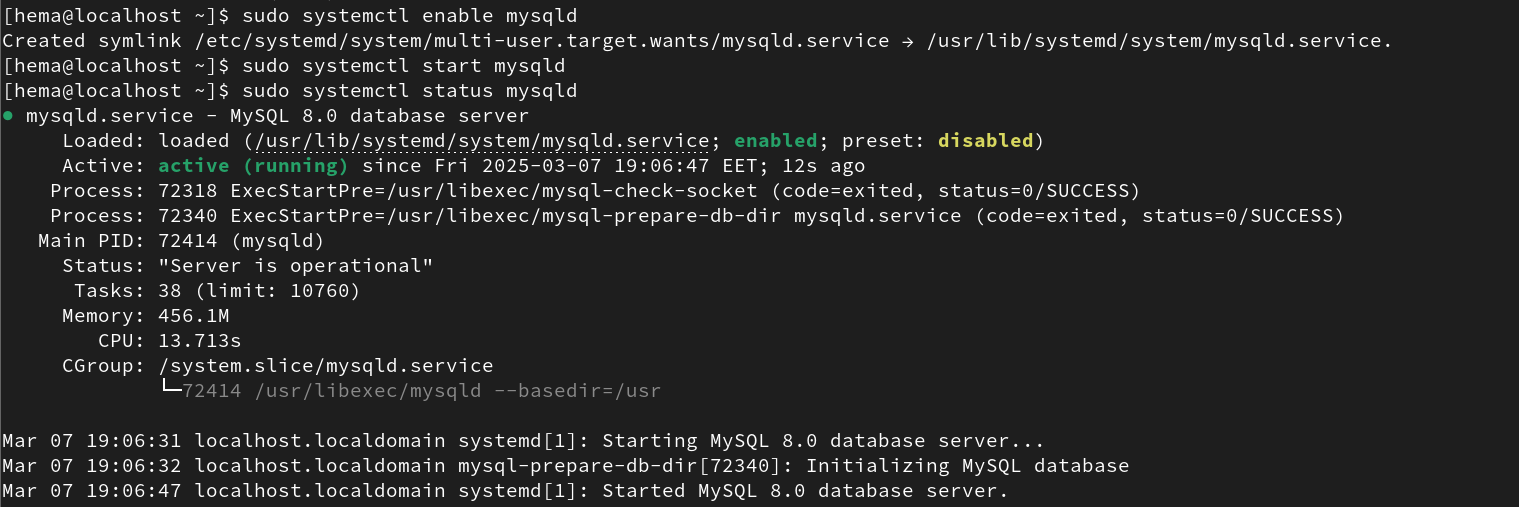 [hema@localhost ~]$ sudo systemctl enable mysqld
Created symlink /etc/systemd/system/multi-user.target.wants/mysqld.service → /usr/lib/systemd/system/mysqld.service.
[hema@localhost ~]$ sudo systemctl start mysqld
[hema@localhost ~]$ sudo systemctl status mysqld
● mysqld.service - MySQL 8.0 database server
     Loaded: loaded (/usr/lib/systemd/system/mysqld.service; enabled; preset: disabled)
     Active: active (running) since Fri 2025-03-07 19:06:47 EET; 12s ago
    Process: 72318 ExecStartPre=/usr/libexec/mysql-check-socket (code=exited, status=0/SUCCESS)
    Process: 72340 ExecStartPre=/usr/libexec/mysql-prepare-db-dir mysqld.service (code=exited, status=0/SUCCESS)
   Main PID: 72414 (mysqld)
     Status: "Server is operational"
      Tasks: 38 (limit: 10760)
     Memory: 456.1M
        CPU: 13.713s
     CGroup: /system.slice/mysqld.service
             └─72414 /usr/libexec/mysqld --basedir=/usr

Mar 07 19:06:31 localhost.localdomain systemd[1]: Starting MySQL 8.0 database server...
Mar 07 19:06:32 localhost.localdomain mysql-prepare-db-dir[72340]: Initializing MySQL database
Mar 07 19:06:47 localhost.localdomain systemd[1]: Started MySQL 8.0 database server.